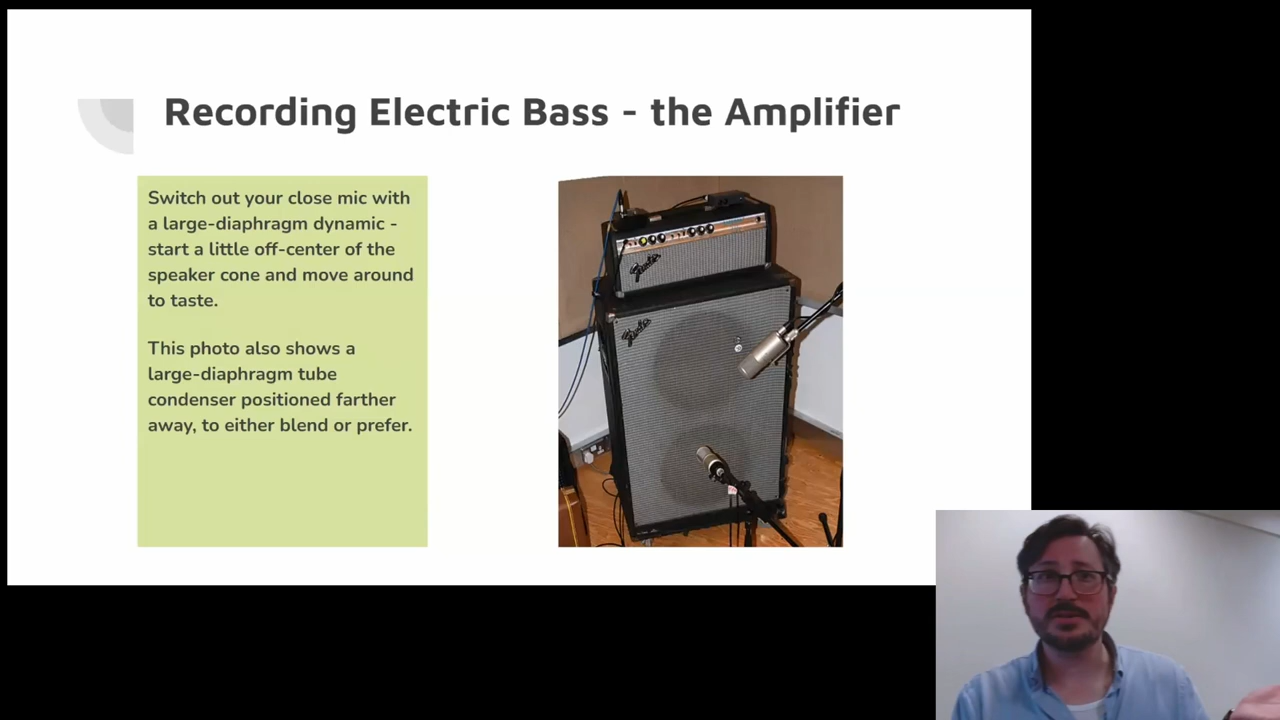 Recording Electric Bass - the Amplifier
Switch out your close mic with
a large-diaphragm dynamic -
start a little off-center of the
speaker cone and move around
to taste.
This photo also shows a
large-diaphragm tube
condenser positioned farther
away, to either blend or prefer.
Fender
Fender